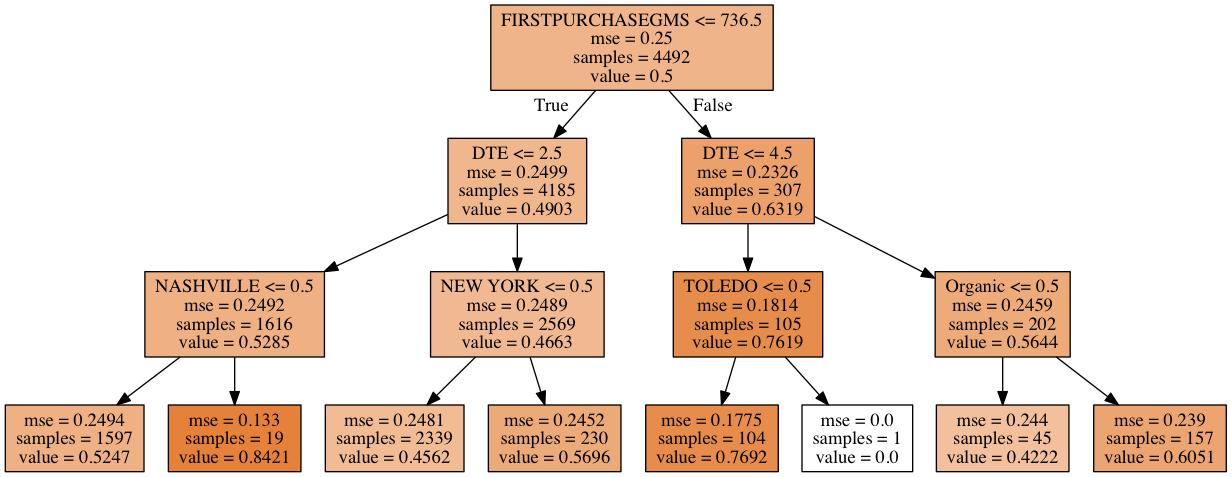 FIRSTPURCHASEGMS <= 736.5
mse = 0.25
samples = 4492
value = 0.5
True
False
DTE <= 2.5
mse = 0.2499
samples = 4185
value = 0.4903
DTE <= 4.5
mse = 0.2326
samples = 307
value = 0.6319
NASHVILLE <= 0.5
mse = 0.2492
samples = 1616
value = 0.5285
NEW YORK <= 0.5
mse = 0.2489
samples = 2569
value = 0.4663
TOLEDO <= 0.5
mse = 0.1814
samples = 105
value = 0.7619
Organic <= 0.5
mse = 0.2459
samples = 202
value = 0.5644
mse = 0.2494
samples = 1597
value = 0.5247
mse = 0.133
samples = 19
value = 0.8421
mse = 0.2481
samples = 2339
value = 0.4562
mse = 0.2452
samples = 230
value = 0.5696
mse = 0.1775
samples = 104
value = 0.7692
mse = 0.0
samples = 1
value = 0.0
mse = 0.244
samples = 45
value = 0.4222
mse = 0.239
samples = 157
value = 0.6051